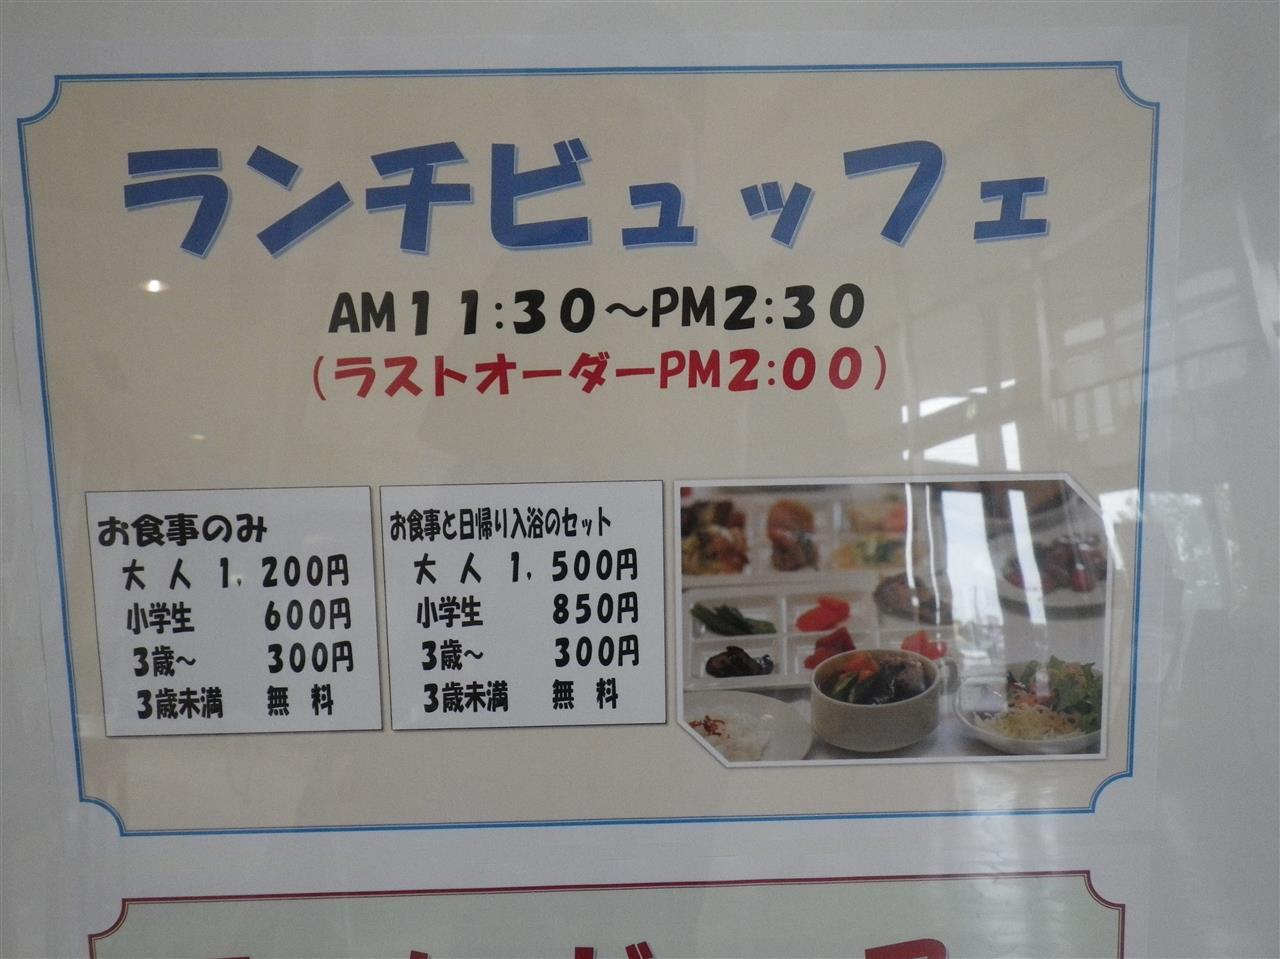 ランチビュッフェ
AM11:30～PM2:30
(ラストオーダーPM2:00)
お食事のみ
大人 1,200円
小学生 600円
3歳～ 300円
3歳未満 無料
お食事と日帰り入浴のセット
大人 1,500円
小学生 850円
3歳～ 300円
3歳未満 無料